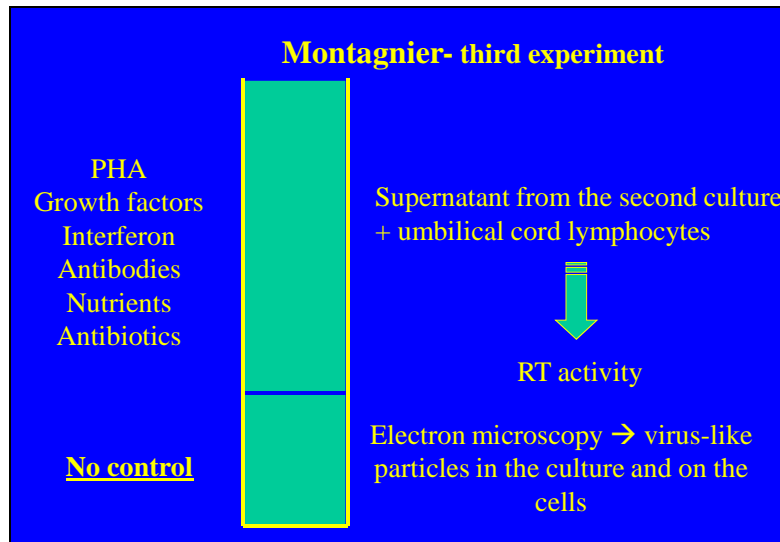 Montagnier- third experiment
PHA
Growth factors
Interferon
Antibodies
Nutrients
Antibiotics
Supernatant from the second culture
+ umbilical cord lymphocytes
RT activity
No control
Electron microscopy → virus-like
particles in the culture and on the
cells